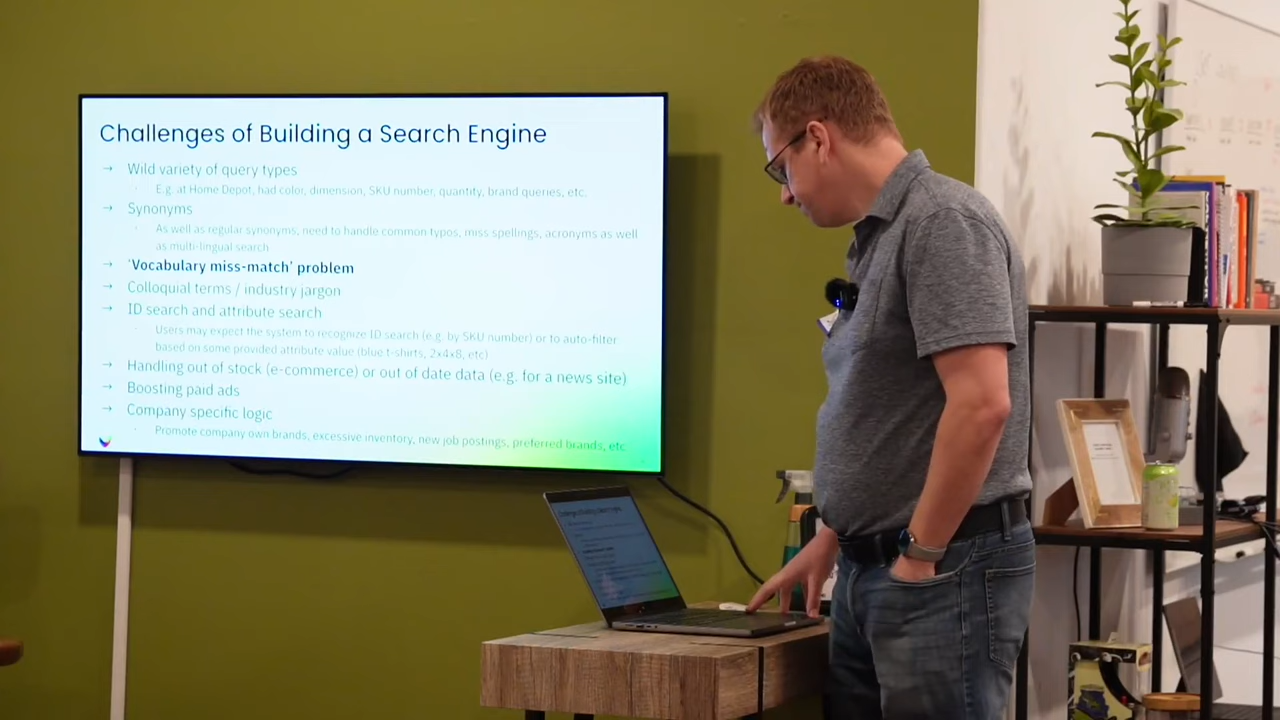 Challenges of Building a Search Engine
→ Wild variety of query types
E.g. at Home Depot, had color, dimension, SKU number, quantity, brand queries, etc.
→ Synonyms
As well as regular synonyms, need to handle common typos, miss spellings, acronyms as well
as multi-lingual search
→ 'Vocabulary miss-match' problem
→ Colloquial terms / industry jargon
→ ID search and attribute search
Users may expect the system to recognize ID search (e.g. by SKU number) or to auto-filter
based on some provided attribute value (blue t-shirts, 2x4x8, etc)
→ Handling out of stock (e-commerce) or out of date data (e.g. for a news site)
→ Boosting paid ads
→ Company specific logic
Promote company own brands, excessive inventory, new job postings, preferred brands, etc
Challenges of Building a Search Engine